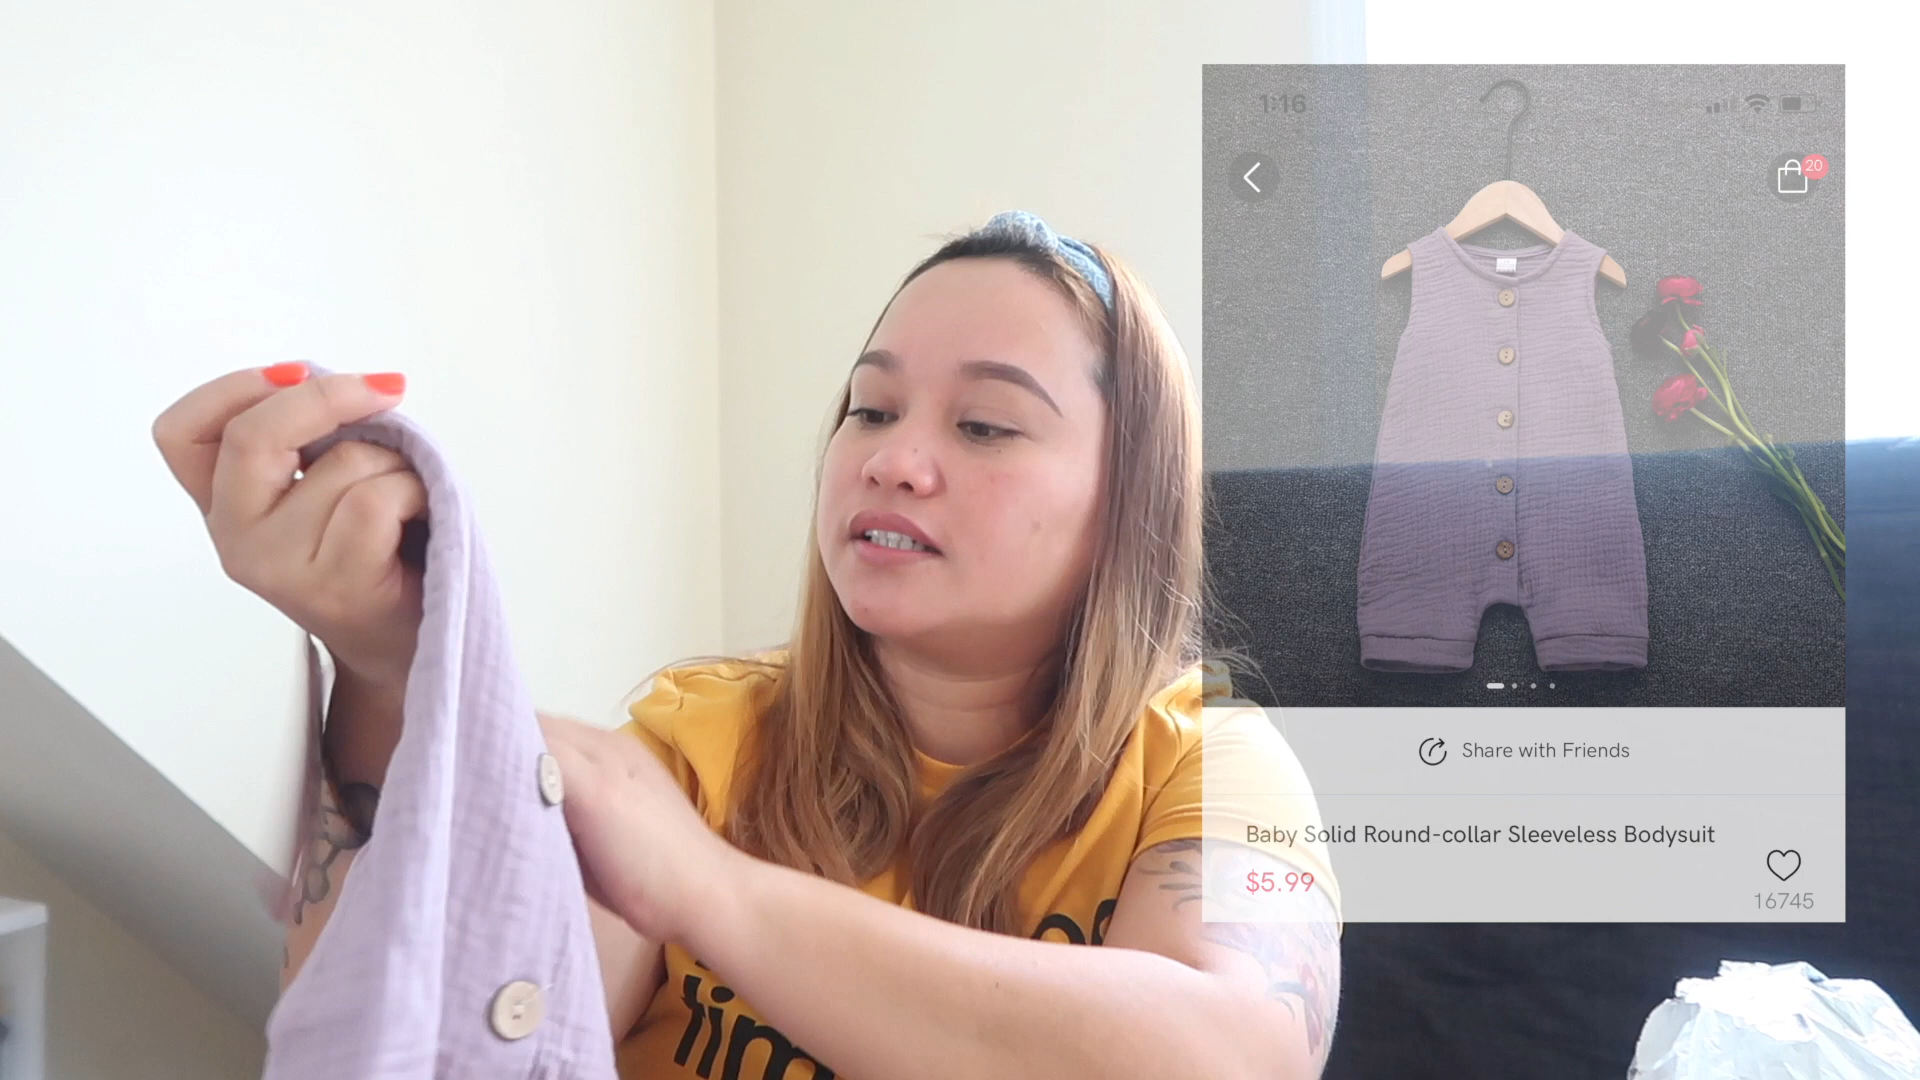 1:16
20
Share with Friends
Baby Solid Round-collar Sleeveless Bodysuit
$5.99
16745